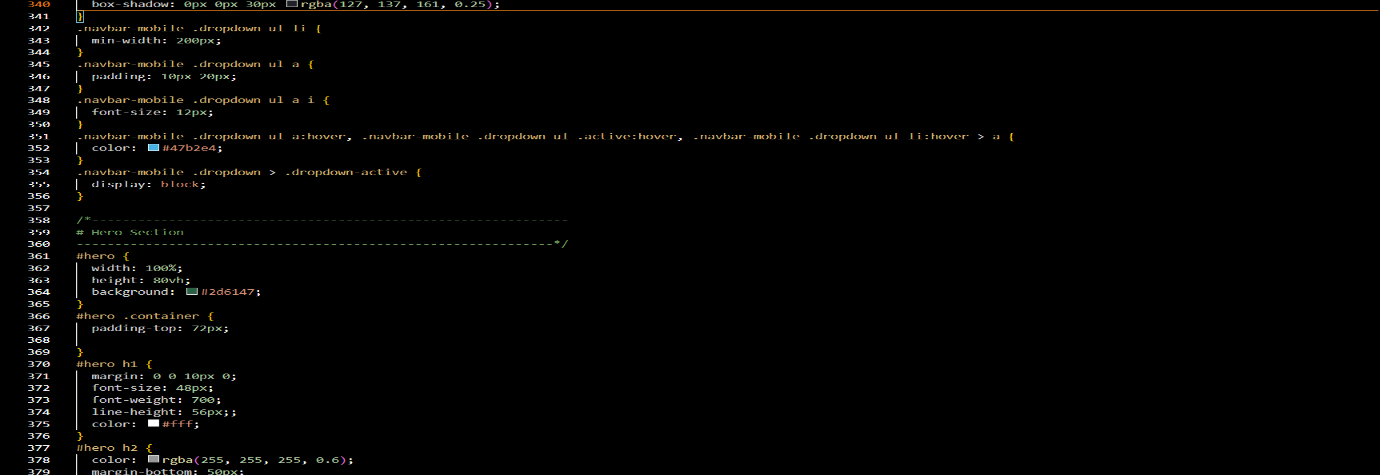 340 box-shadow: 0px 0px 30px rgba(127, 137, 161, 0.25);
341 }
342 .navbar-mobile .dropdown ul li {
343 min-width: 200px;
344 }
345 .navbar-mobile .dropdown ul a {
346 padding: 10px 20px;
347 }
348 .navbar-mobile .dropdown ul a i {
349 font-size: 12px;
350 }
351 .navbar-mobile .dropdown ul a:hover, .navbar-mobile .dropdown ul .active:hover, .navbar-mobile .dropdown ul li:hover > a {
352 color: #47b2e4;
353 }
354 .navbar-mobile .dropdown > .dropdown-active {
355 display: block;
356 }
357
358 /*--------------------------------------------------------------
359 # Hero Section
360 --------------------------------------------------------------*/
361 #hero {
362 width: 100%;
363 height: 80vh;
364 background: #2d6147;
365 }
366 #hero .container {
367 padding-top: 72px;
368
369 }
370 #hero h1 {
371 margin: 0 0 10px 0;
372 font-size: 48px;
373 font-weight: 700;
374 line-height: 56px;;
375 color: #fff;
376 }
377 #hero h2 {
378 color: rgba(255, 255, 255, 0.6);
379 margin-bottom: 50px;